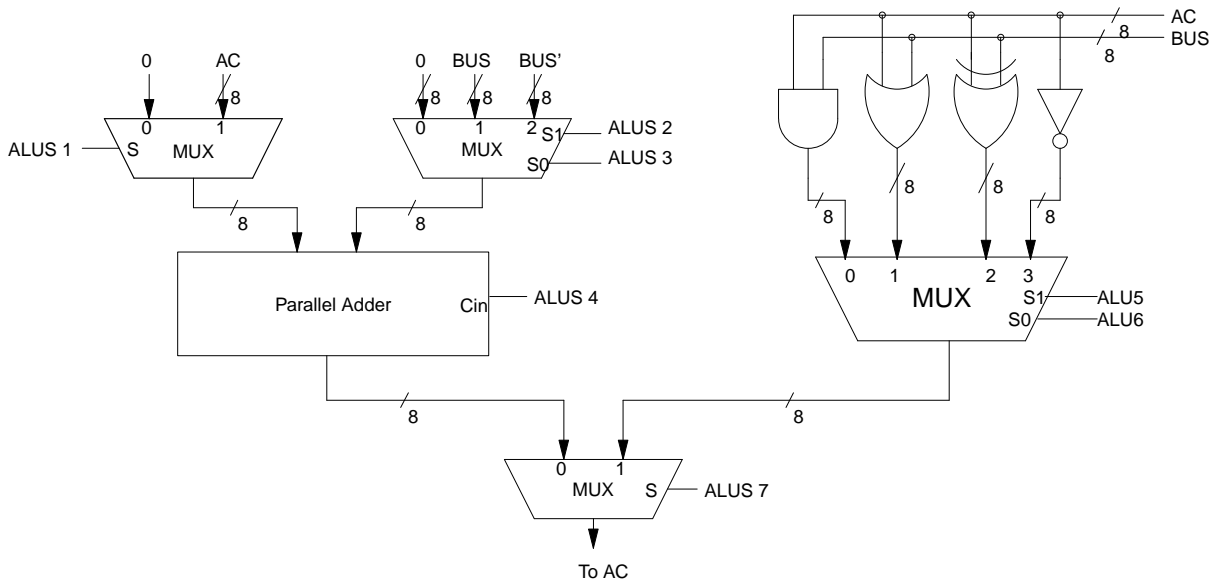 AC
8
BUS
8
0 AC
8
0 BUS BUS'
8 8 8
0 1
S MUX
ALUS 1
0 1 2
MUX S1 S0
ALUS 2
ALUS 3
8 8
Parallel Adder Cin
ALUS 4
8 8 8 8
0 1 2 3
MUX S1 S0
ALU5
ALU6
8 8
0 1
MUX S
ALUS 7
To AC